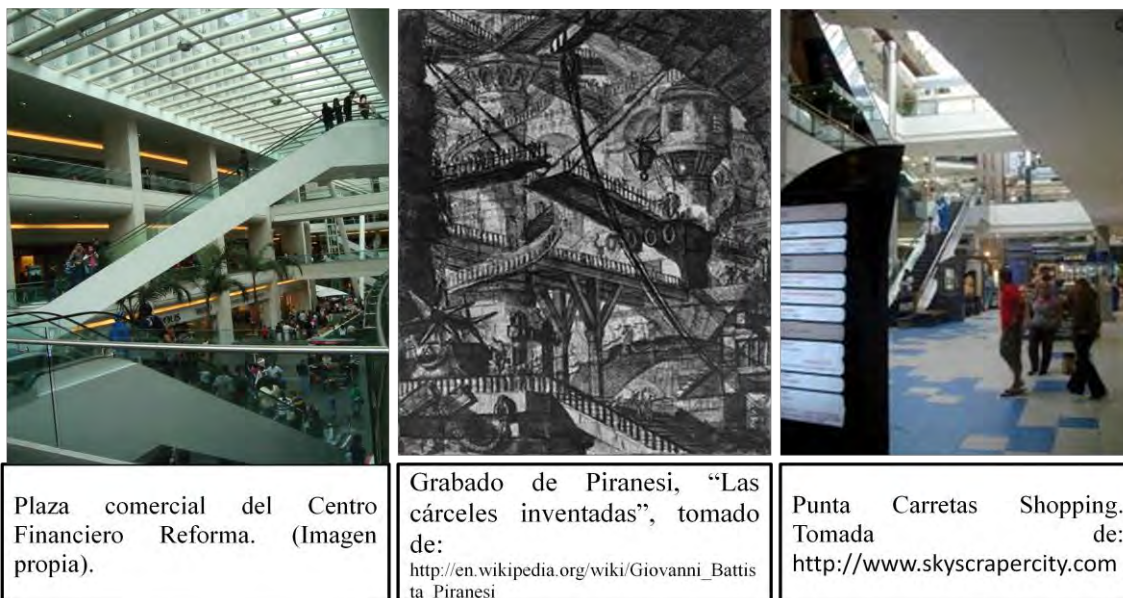 Plaza comercial del Centro
Financiero Reforma. (Imagen
propia).
Grabado de Piranesi, “Las
cárceles inventadas”, tomado
de:
http://en.wikipedia.org/wiki/Giovanni_Battis
ta_Piranesi
Punta Carretas Shopping.
Tomada de:
http://www.skyscrapercity.com